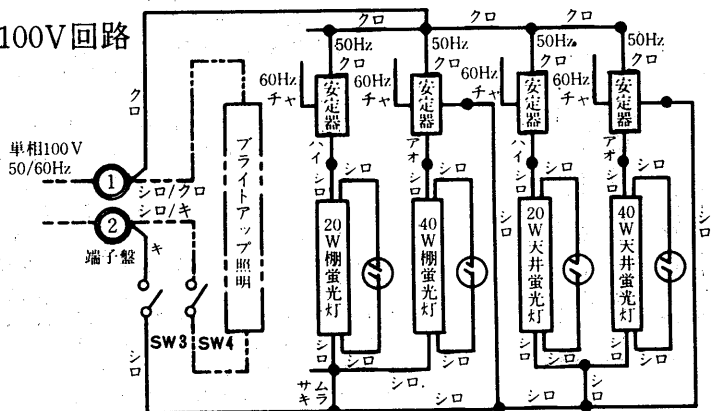 100V回路
クロ
クロ
クロ
50Hz
クロ
50Hz
クロ
50Hz
クロ
50Hz
クロ
60Hz
チャ
60Hz
チャ
60Hz
チャ
60Hz
チャ
安定器
安定器
安定器
安定器
クロ
単相100V
50/60Hz
①
シロ/クロ
シロ/キ
②
端子盤
キ
ブライトアップ照明
ハイ
アオ
ハイ
アオ
シロ
シロ
シロ
シロ
シロ
シロ
シロ
シロ
20W棚蛍光灯
40W棚蛍光灯
20W天井蛍光灯
40W天井蛍光灯
シロ
シロ
SW3
SW4
シロ
シロ
シロ
シロ
シロ
シロ
シロ
シロ
ムラサキ
シロ.
シロ
シロ
シロ
シロ